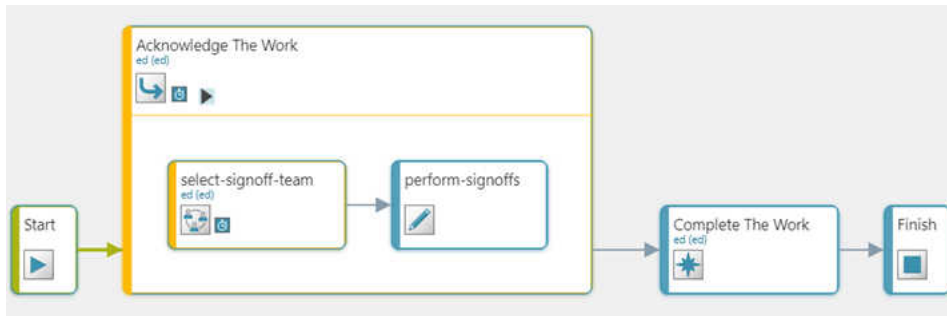 Acknowledge The Work
ed (ed)
select-signoff-team
ed (ed)
perform-signoffs
Start
Complete The Work
ed (ed)
Finish